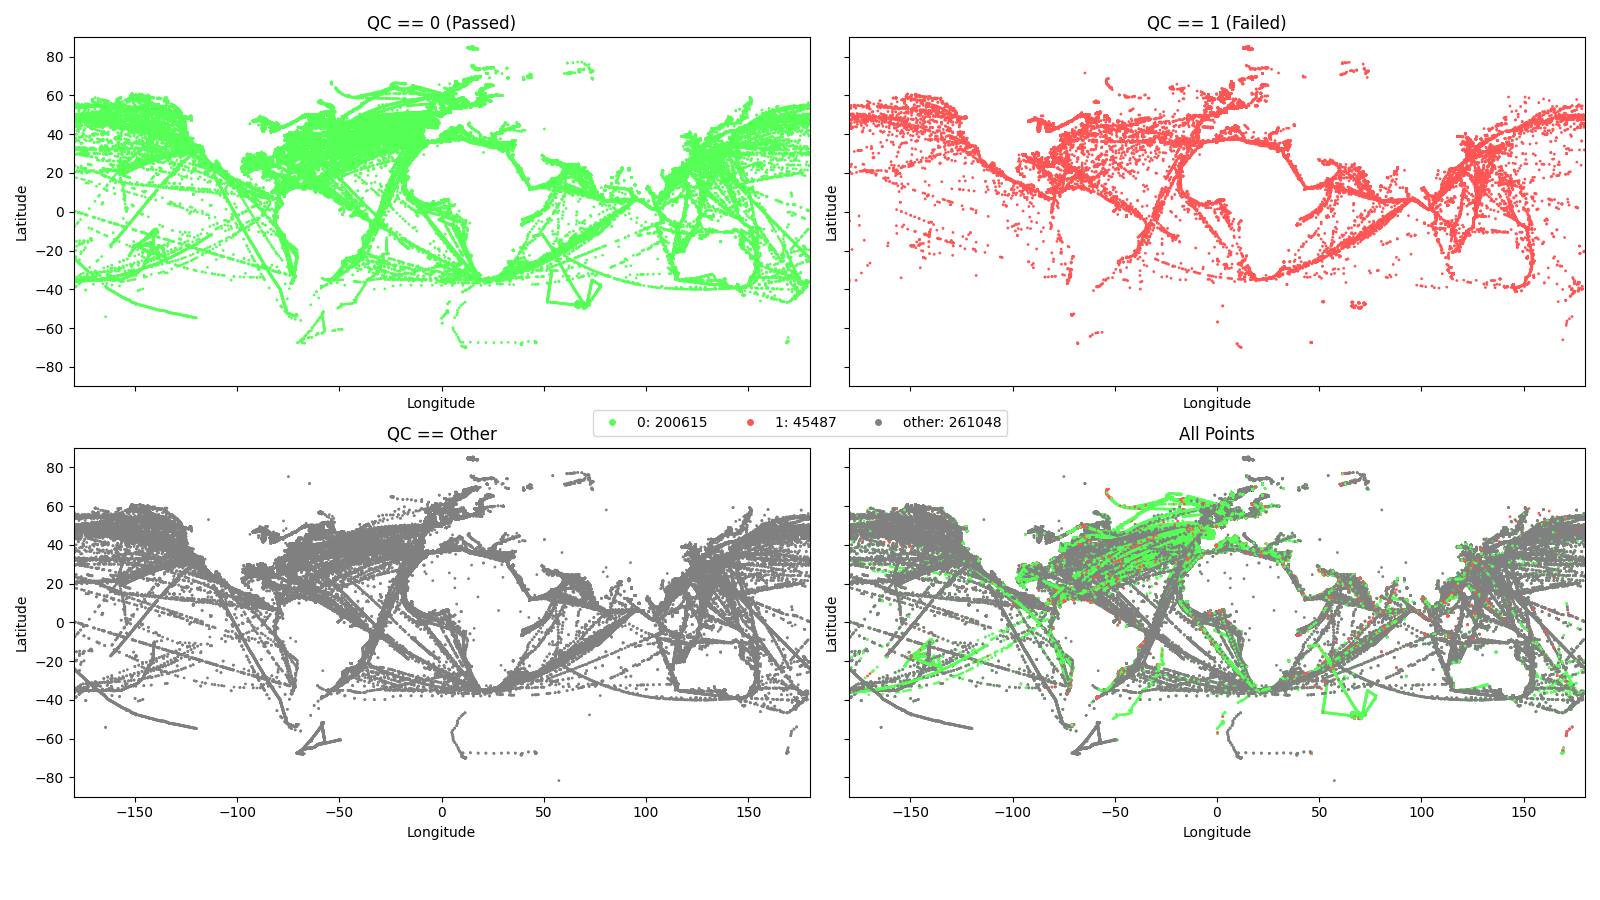 QC == 0 (Passed)
QC == 1 (Failed)
80
60
40
20
0
−20
−40
−60
−80
Latitude
Latitude
Longitude
Longitude
0: 200615
1: 45487
other: 261048
QC == Other
All Points
80
60
40
20
0
−20
−40
−60
−80
Latitude
Latitude
−150
−100
−50
0
50
100
150
−150
−100
−50
0
50
100
150
Longitude
Longitude